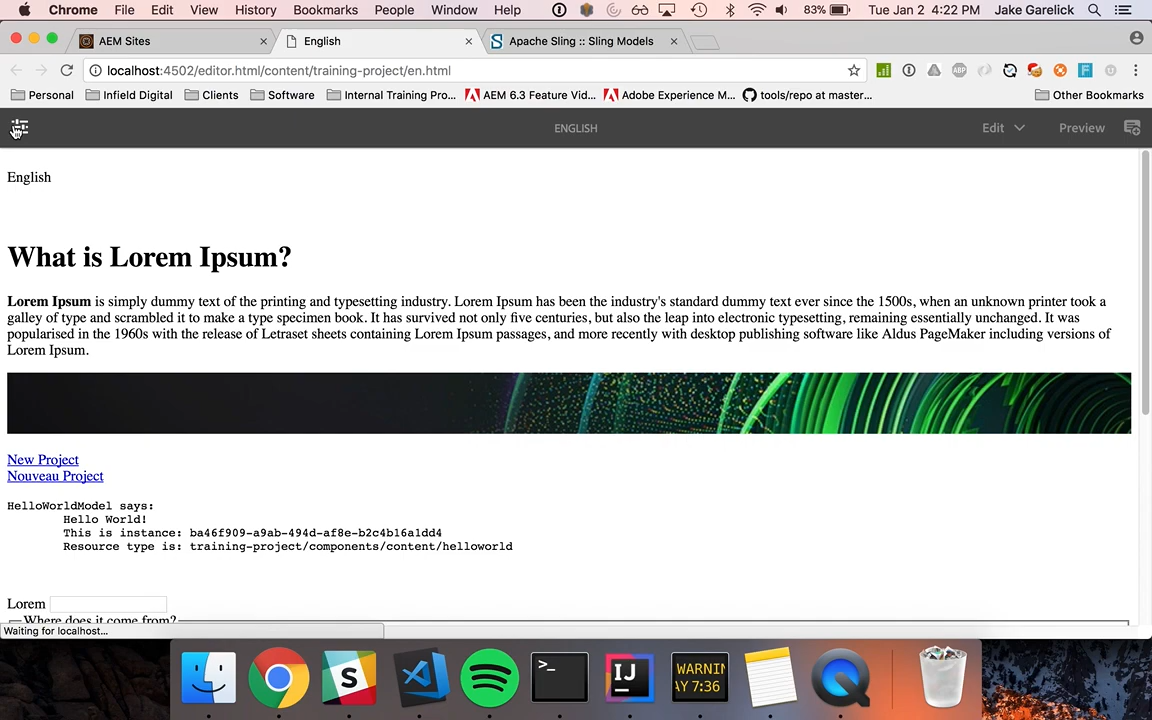 Chrome File Edit View History Bookmarks People Window Help 83% Tue Jan 2 4:22 PM Jake Garelick
AEM Sites English Apache Sling :: Sling Models
localhost:4502/editor.html/content/training-project/en.html ABP F
Personal Infield Digital Clients Software Internal Training Pro... AEM 6.3 Feature Vid... Adobe Experience M... tools/repo at master... Other Bookmarks
ENGLISH Edit Preview
English
What is Lorem Ipsum?
Lorem Ipsum is simply dummy text of the printing and typesetting industry. Lorem Ipsum has been the industry's standard dummy text ever since the 1500s, when an unknown printer took a
galley of type and scrambled it to make a type specimen book. It has survived not only five centuries, but also the leap into electronic typesetting, remaining essentially unchanged. It was
popularised in the 1960s with the release of Letraset sheets containing Lorem Ipsum passages, and more recently with desktop publishing software like Aldus PageMaker including versions of
Lorem Ipsum.
New Project
Nouveau Project
HelloWorldModel says:
Hello World!
This is instance: ba46f909-a9ab-494d-af8e-b2c4b16a1dd4
Resource type is: training-project/components/content/helloworld
Lorem
Where does it come from?
Waiting for localhost...
S >_ IJ WARNIN
AY 7:36